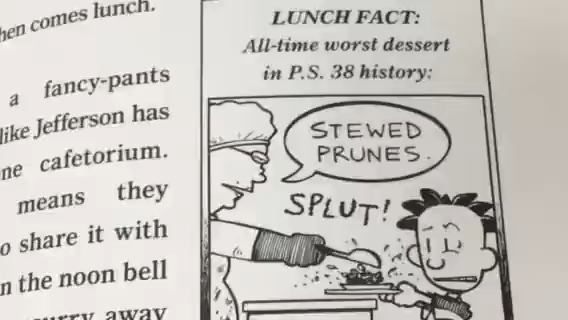 hen comes lunch.
a fancy-pants
like Jefferson has
ne cafetorium.
means they
o share it with
n the noon bell
away
LUNCH FACT:
All-time worst dessert
in P.S. 38 history:
STEWED
PRUNES.
SPLUT!